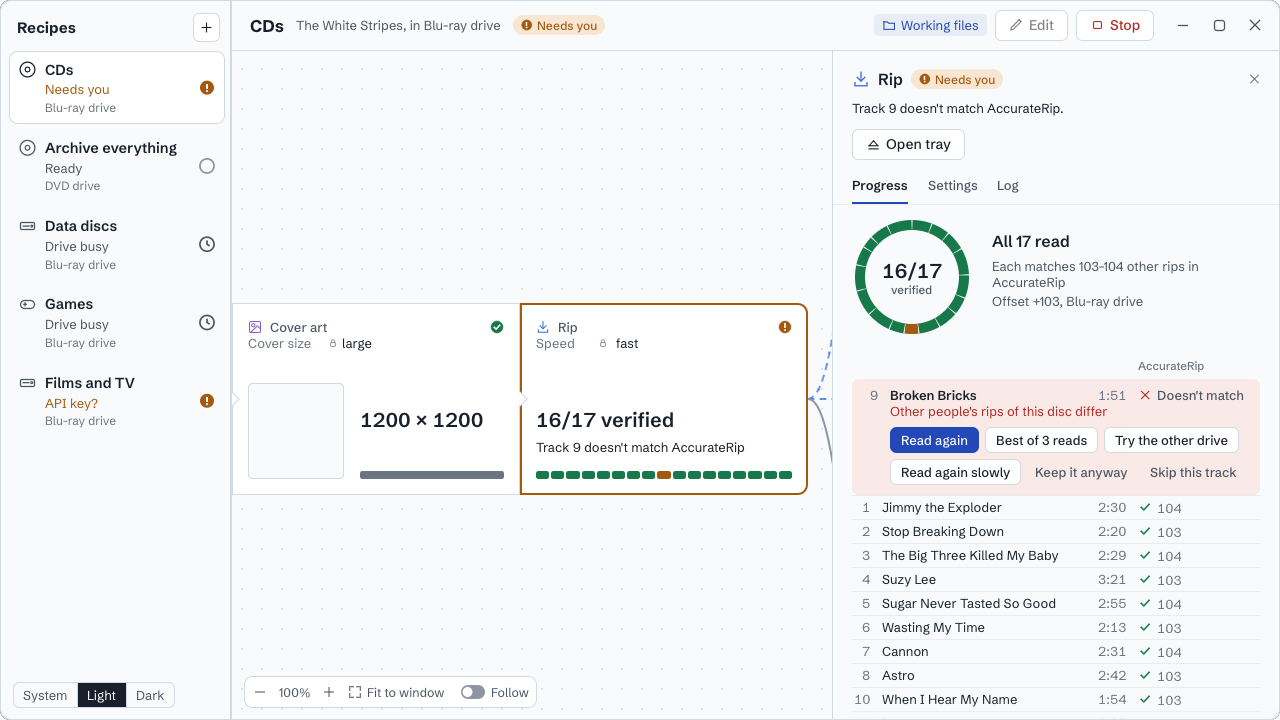 Recipes
CDs
Needs you
Blu-ray drive
Archive everything
Ready
DVD drive
Data discs
Drive busy
Blu-ray drive
Games
Drive busy
Blu-ray drive
Films and TV
API key?
Blu-ray drive
System Light Dark
CDs The White Stripes, in Blu-ray drive Needs you
Working files Edit Stop
Cover art
Cover size large
1200 × 1200
Rip
Speed fast
16/17 verified
Track 9 doesn't match AccurateRip
100% Fit to window Follow
Rip Needs you
Track 9 doesn't match AccurateRip.
Open tray
Progress Settings Log
16/17
verified
All 17 read
Each matches 103–104 other rips in
AccurateRip
Offset +103, Blu-ray drive
AccurateRip
9 Broken Bricks 1:51 Doesn't match
Other people's rips of this disc differ
Read again Best of 3 reads Try the other drive
Read again slowly Keep it anyway Skip this track
1 Jimmy the Exploder 2:30 104
2 Stop Breaking Down 2:20 103
3 The Big Three Killed My Baby 2:29 104
4 Suzy Lee 3:21 103
5 Sugar Never Tasted So Good 2:55 104
6 Wasting My Time 2:13 103
7 Cannon 2:31 104
8 Astro 2:42 103
10 When I Hear My Name 1:54 103